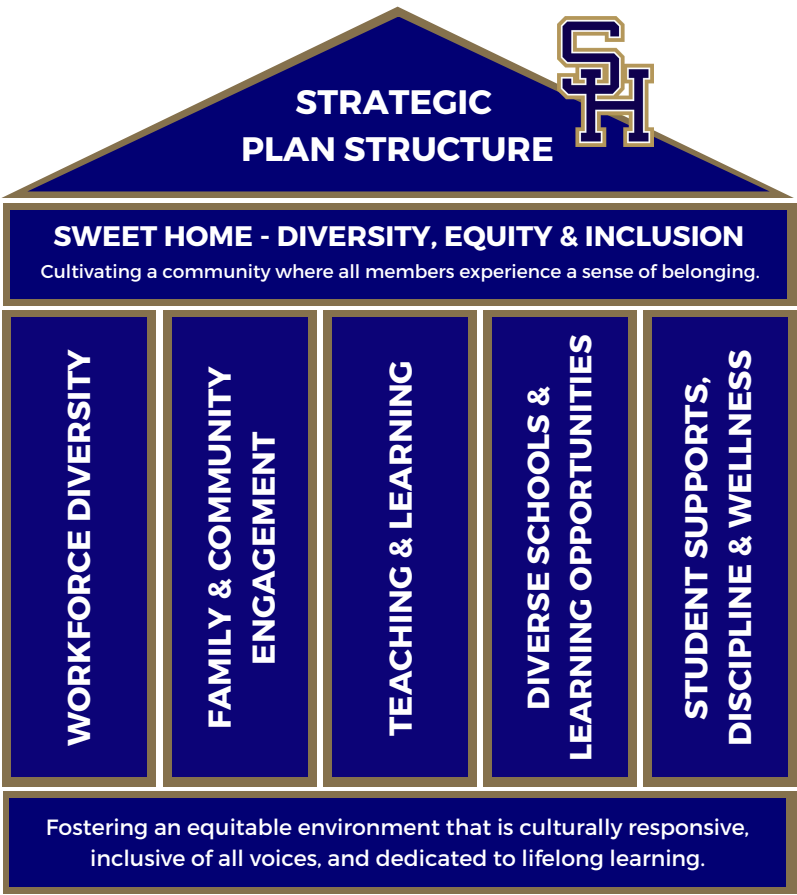 STRATEGIC
PLAN STRUCTURE
SH
SWEET HOME - DIVERSITY, EQUITY & INCLUSION
Cultivating a community where all members experience a sense of belonging.
WORKFORCE DIVERSITY
FAMILY & COMMUNITY
ENGAGEMENT
TEACHING & LEARNING
DIVERSE SCHOOLS &
LEARNING OPPORTUNITIES
STUDENT SUPPORTS,
DISCIPLINE & WELLNESS
Fostering an equitable environment that is culturally responsive,
inclusive of all voices, and dedicated to lifelong learning.